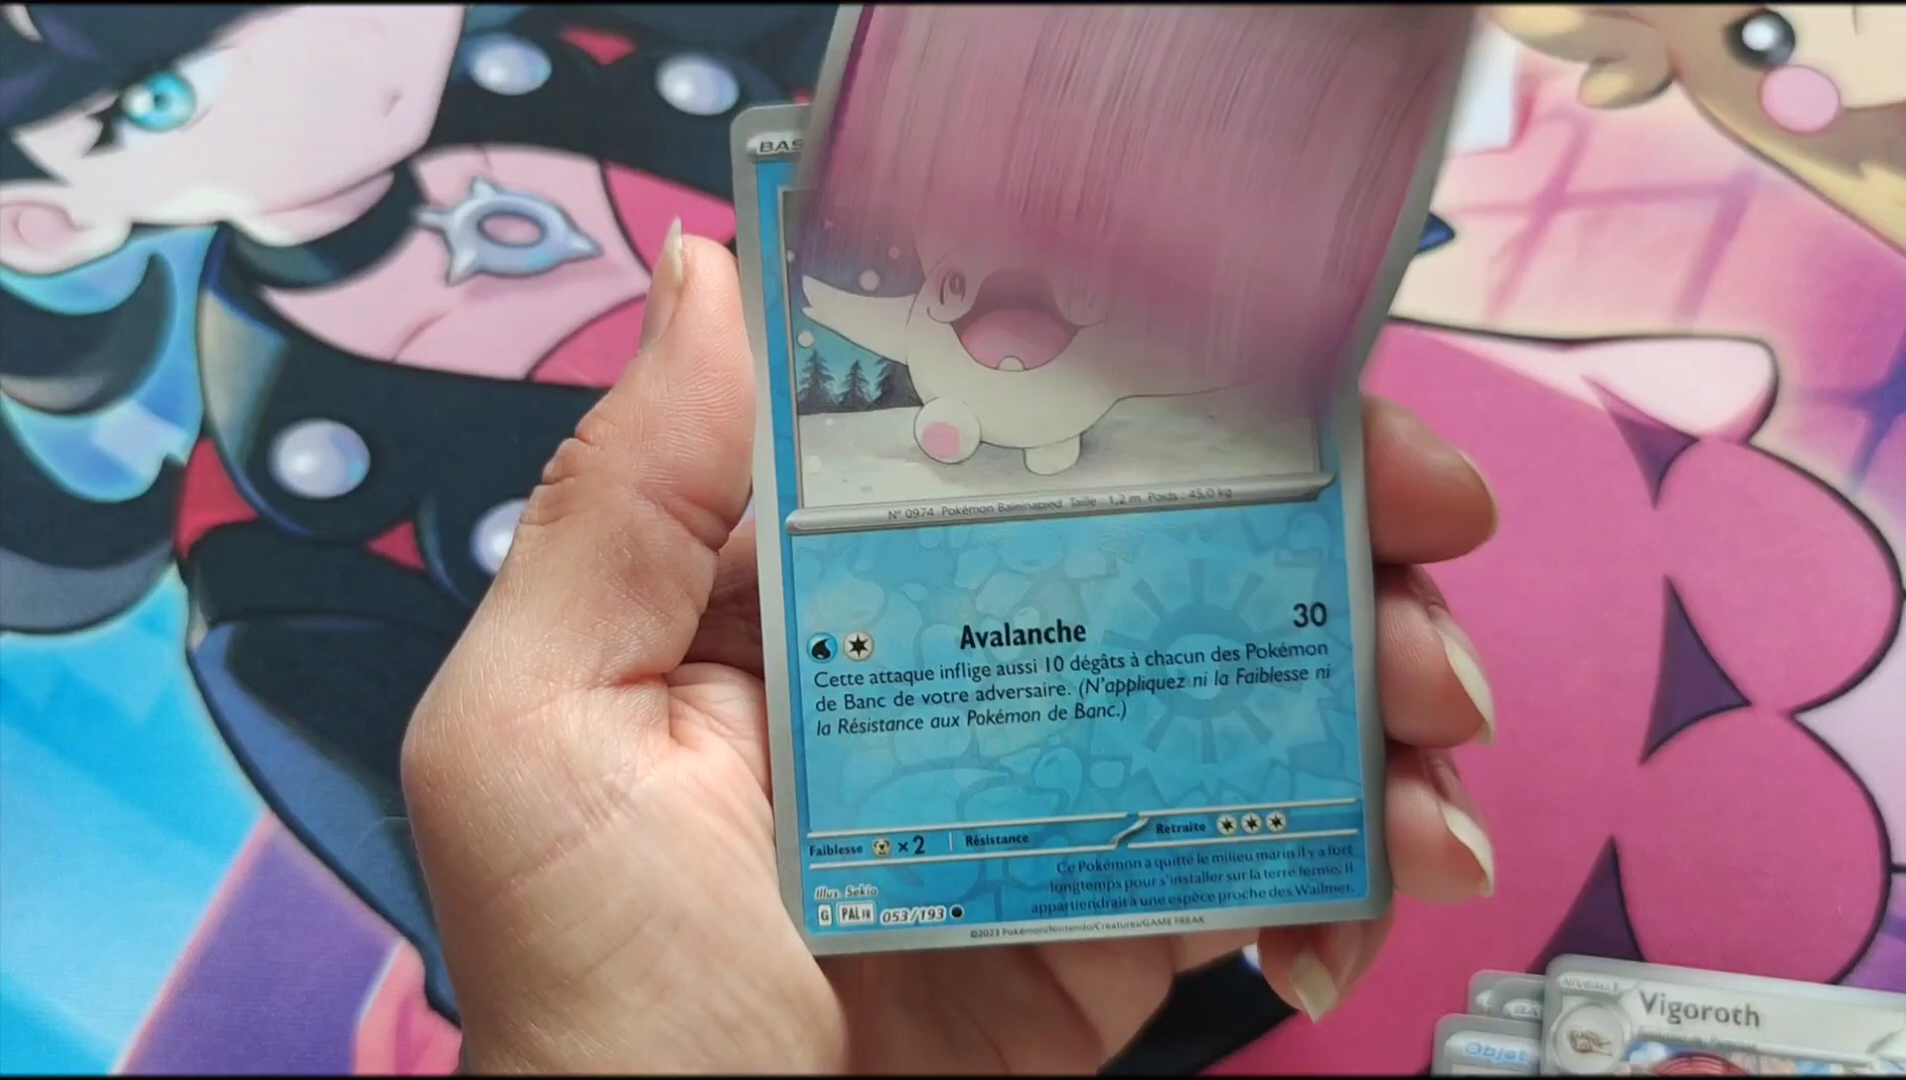 BAS
N° 0974 Pokémon Baleinapied Taille : 1,2 m Poids : 45,0 kg
Avalanche 30
Cette attaque inflige aussi 10 dégâts à chacun des Pokémon
de Banc de votre adversaire. (N'appliquez ni la Faiblesse ni
la Résistance aux Pokémon de Banc.)
Faiblesse ×2 Résistance Retraite
Ce Pokémon a quitté le milieu marin il y a fort
longtemps pour s'installer sur la terre ferme. Il
appartiendrait à une espèce proche des Wailmer.
Illus. Sekio
G PAL FR 053/193
©2023 Pokémon/Nintendo/Creatures/GAME FREAK
NIVEAU 1
Vigoroth
Objet